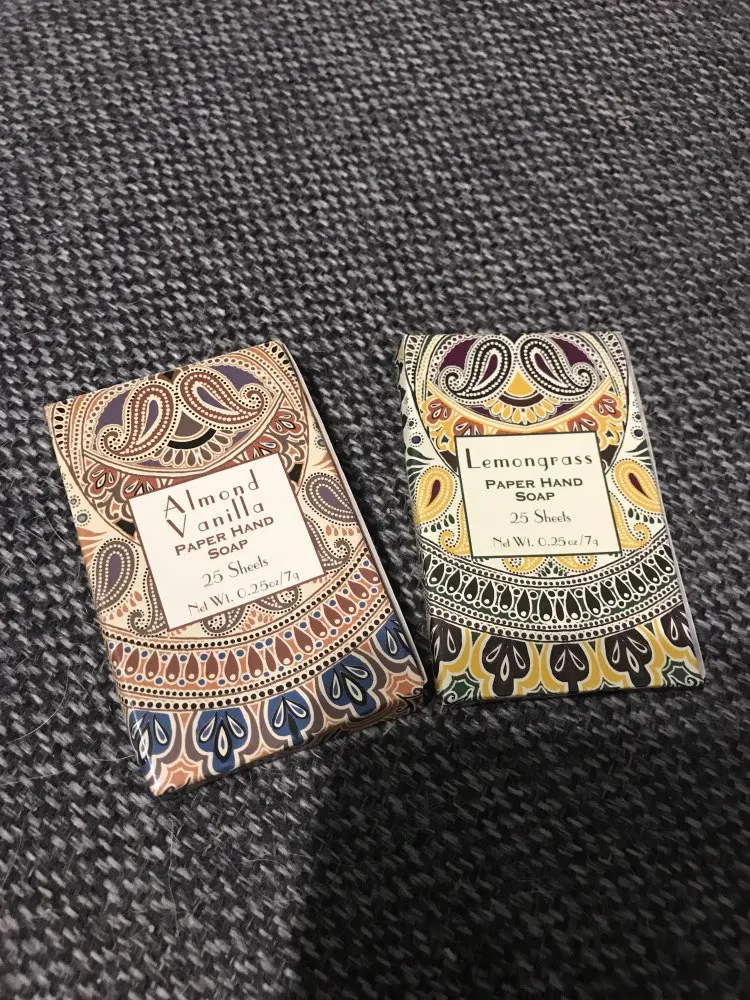 Almond
Vanilla
PAPER HAND
SOAP
25 Sheets
Net Wt. 0.25oz/7g
Lemongrass
PAPER HAND
SOAP
25 Sheets
Net Wt. 0.25oz/7g